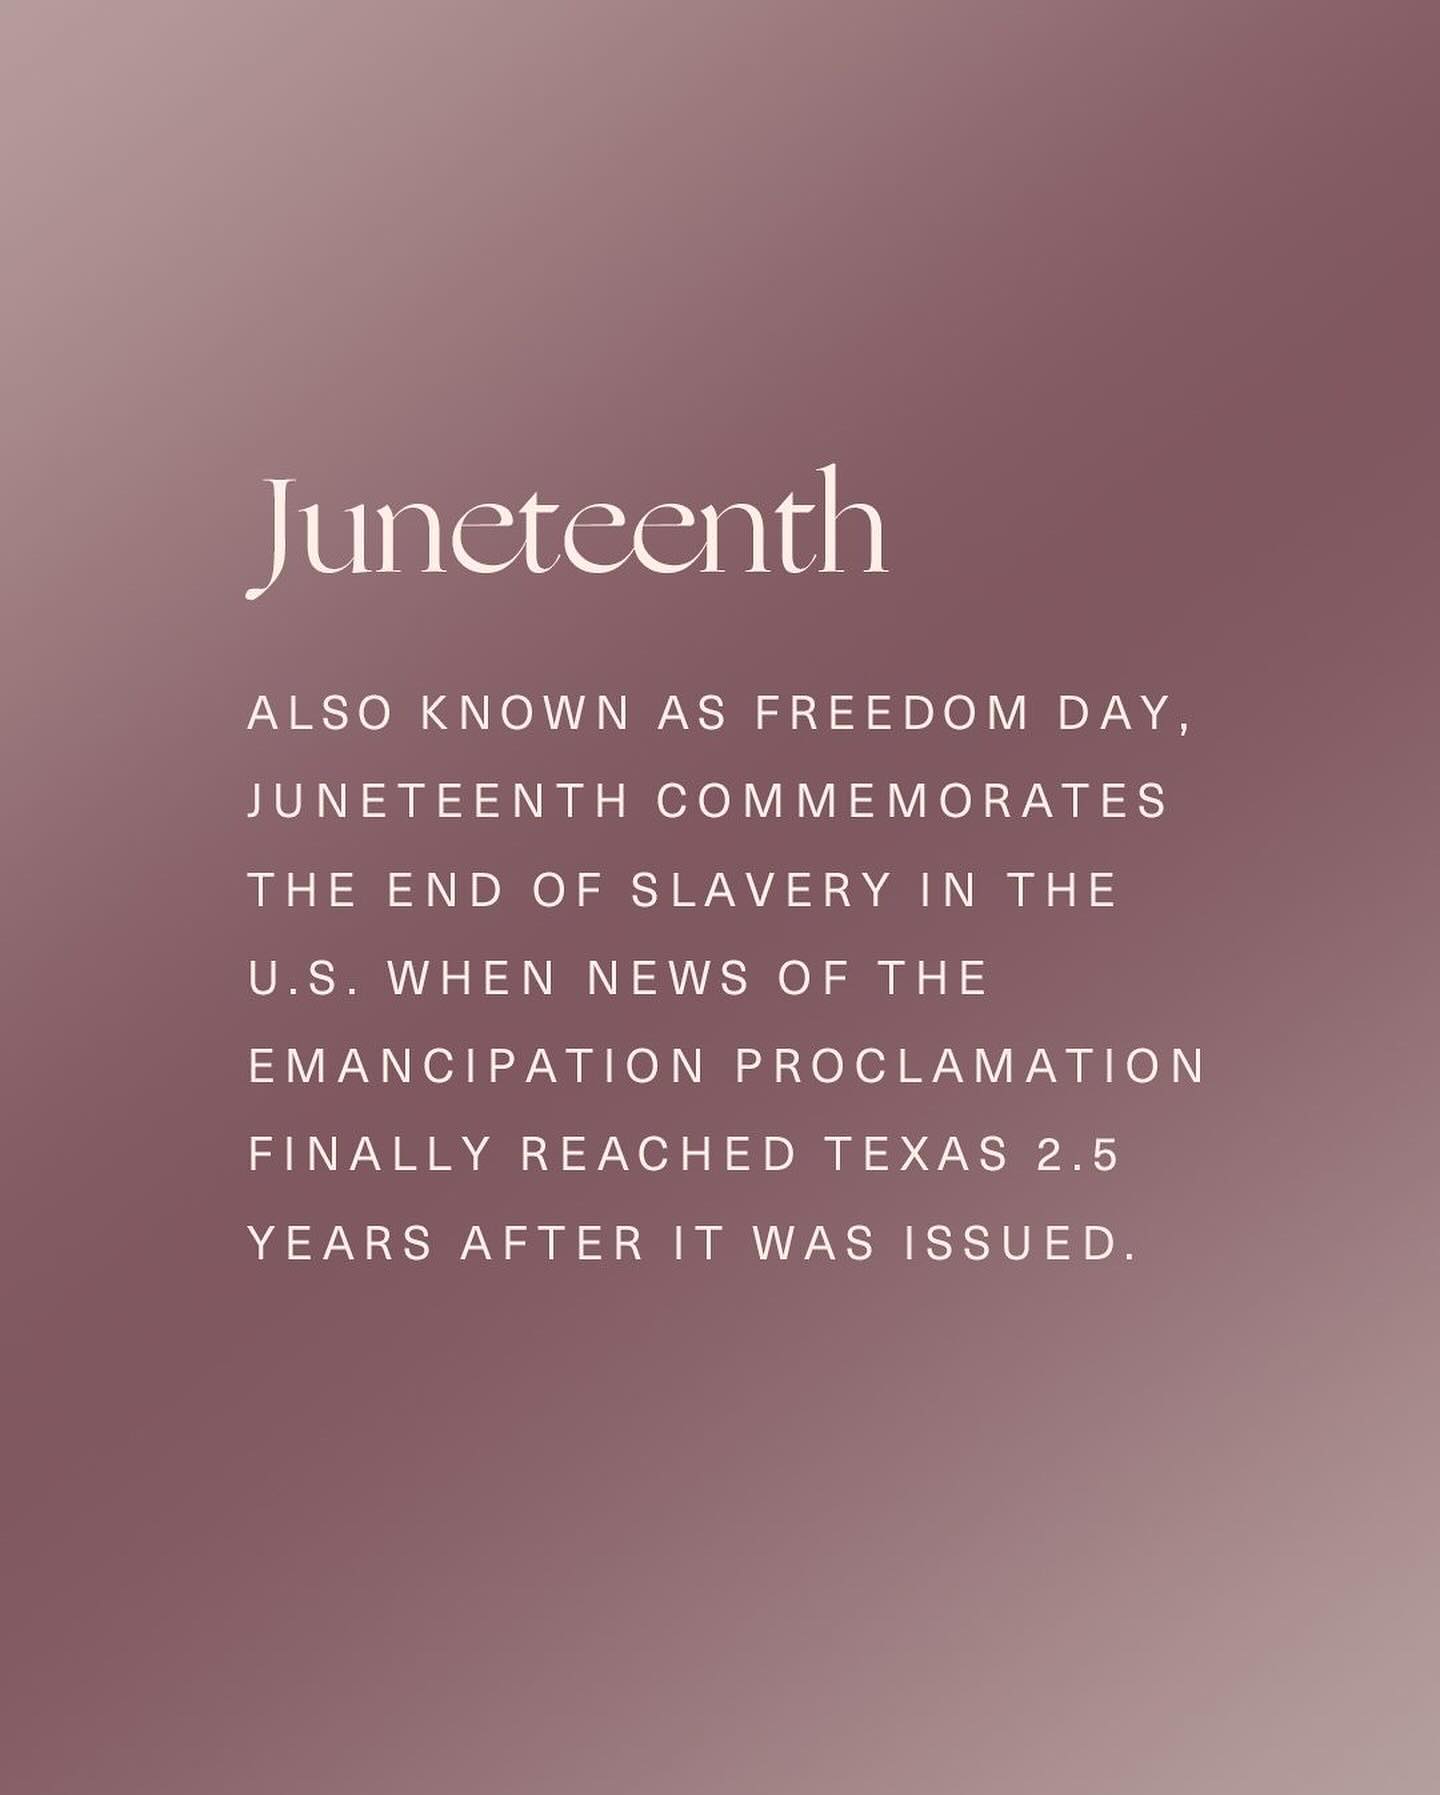 Juneteenth
ALSO KNOWN AS FREEDOM DAY,
JUNETEENTH COMMEMORATES
THE END OF SLAVERY IN THE
U.S. WHEN NEWS OF THE
EMANCIPATION PROCLAMATION
FINALLY REACHED TEXAS 2.5
YEARS AFTER IT WAS ISSUED.